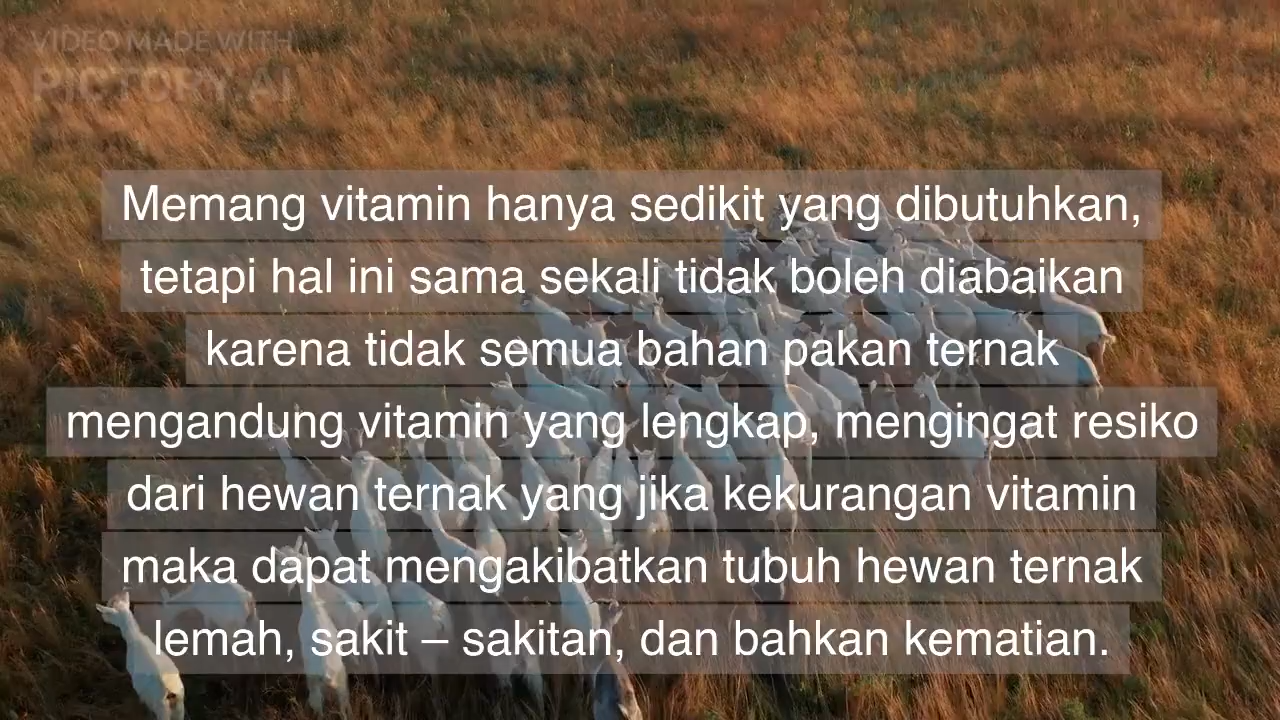 VIDEO MADE WITH
PICTORY.AI
Memang vitamin hanya sedikit yang dibutuhkan,
tetapi hal ini sama sekali tidak boleh diabaikan
karena tidak semua bahan pakan ternak
mengandung vitamin yang lengkap, mengingat resiko
dari hewan ternak yang jika kekurangan vitamin
maka dapat mengakibatkan tubuh hewan ternak
lemah, sakit – sakitan, dan bahkan kematian.